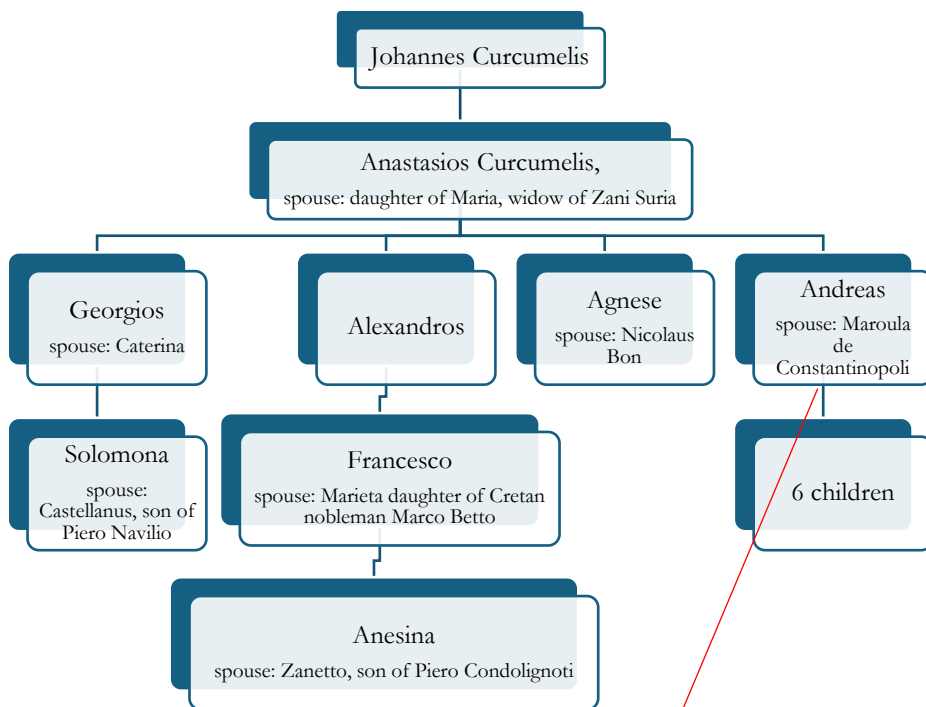 Johannes Curcumelis
Anastasios Curcumelis,
spouse: daughter of Maria, widow of Zani Suria
Georgios
spouse: Caterina
Alexandros
Agnese
spouse: Nicolaus
Bon
Andreas
spouse: Maroula
de
Constantinopoli
Solomona
spouse:
Castellanus, son of
Piero Navilio
Francesco
spouse: Marieta daughter of Cretan
nobleman Marco Betto
6 children
Anesina
spouse: Zanetto, son of Piero Condolignoti